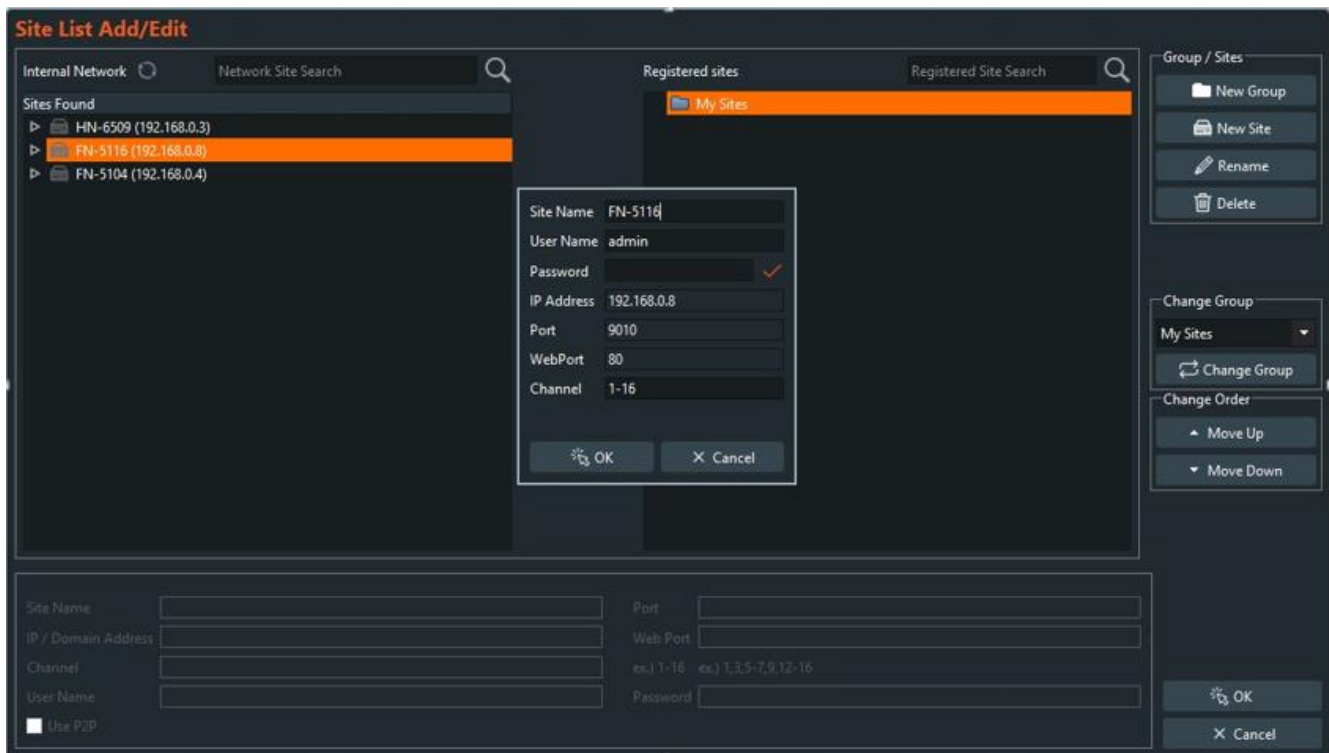 Site List Add/Edit
Internal Network
Network Site Search
Sites Found
HN-6509 (192.168.0.3)
FN-5116 (192.168.0.8)
FN-5104 (192.168.0.4)
Registered sites
Registered Site Search
My Sites
Site Name FN-5116
User Name admin
Password
IP Address 192.168.0.8
Port 9010
WebPort 80
Channel 1-16
OK
Cancel
Group / Sites
New Group
New Site
Rename
Delete
Change Group
My Sites
Change Group
Change Order
Move Up
Move Down
Site Name
IP / Domain Address
Channel
User Name
Use P2P
Port
Web Port
ex.) 1-16 ex.) 1,3,5-7,9,12-16
Password
OK
Cancel